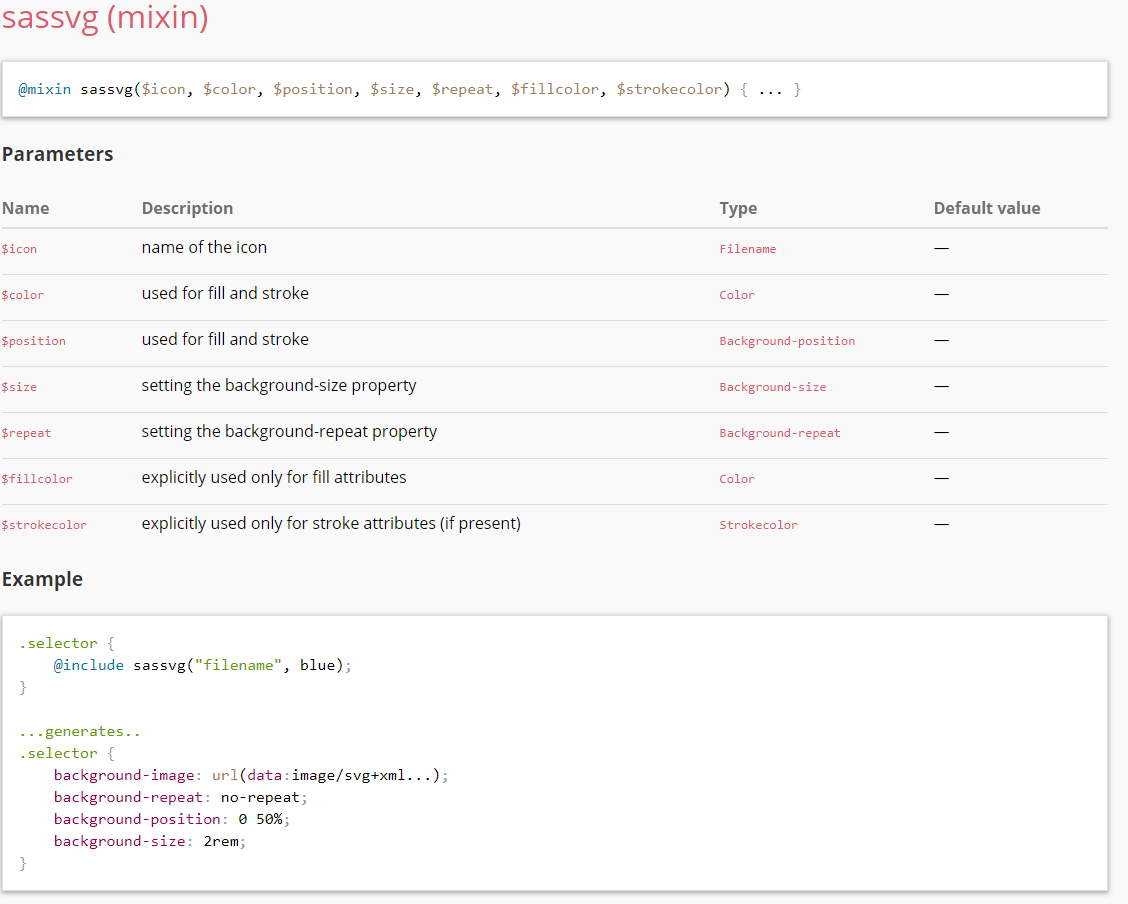 sassvg (mixin)
@mixin sassvg($icon, $color, $position, $size, $repeat, $fillcolor, $strokecolor) { ... }
Parameters
Name Description Type Default value
$icon name of the icon Filename —
$color used for fill and stroke Color —
$position used for fill and stroke Background-position —
$size setting the background-size property Background-size —
$repeat setting the background-repeat property Background-repeat —
$fillcolor explicitly used only for fill attributes Color —
$strokecolor explicitly used only for stroke attributes (if present) Strokecolor —
Example
.selector {
    @include sassvg("filename", blue);
}
...generates..
.selector {
    background-image: url(data:image/svg+xml...);
    background-repeat: no-repeat;
    background-position: 0 50%;
    background-size: 2rem;
}